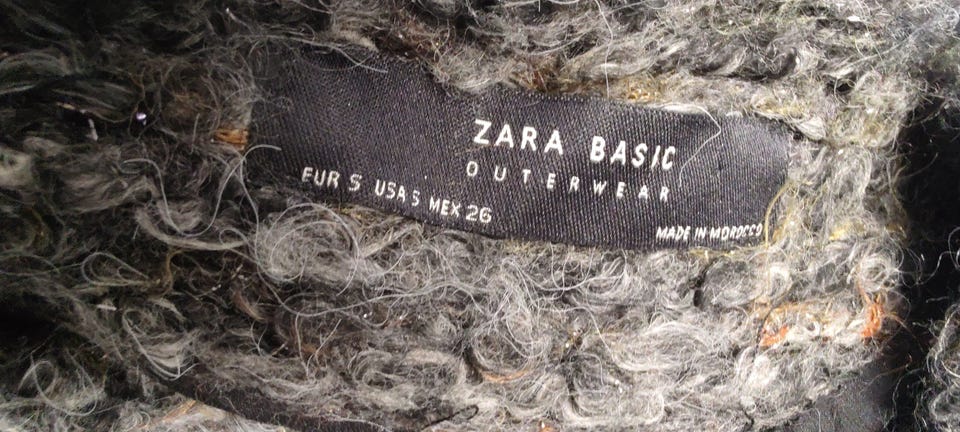 ZARA BASIC
OUTERWEAR
EUR S USA S MEX 26
MADE IN MOROCCO